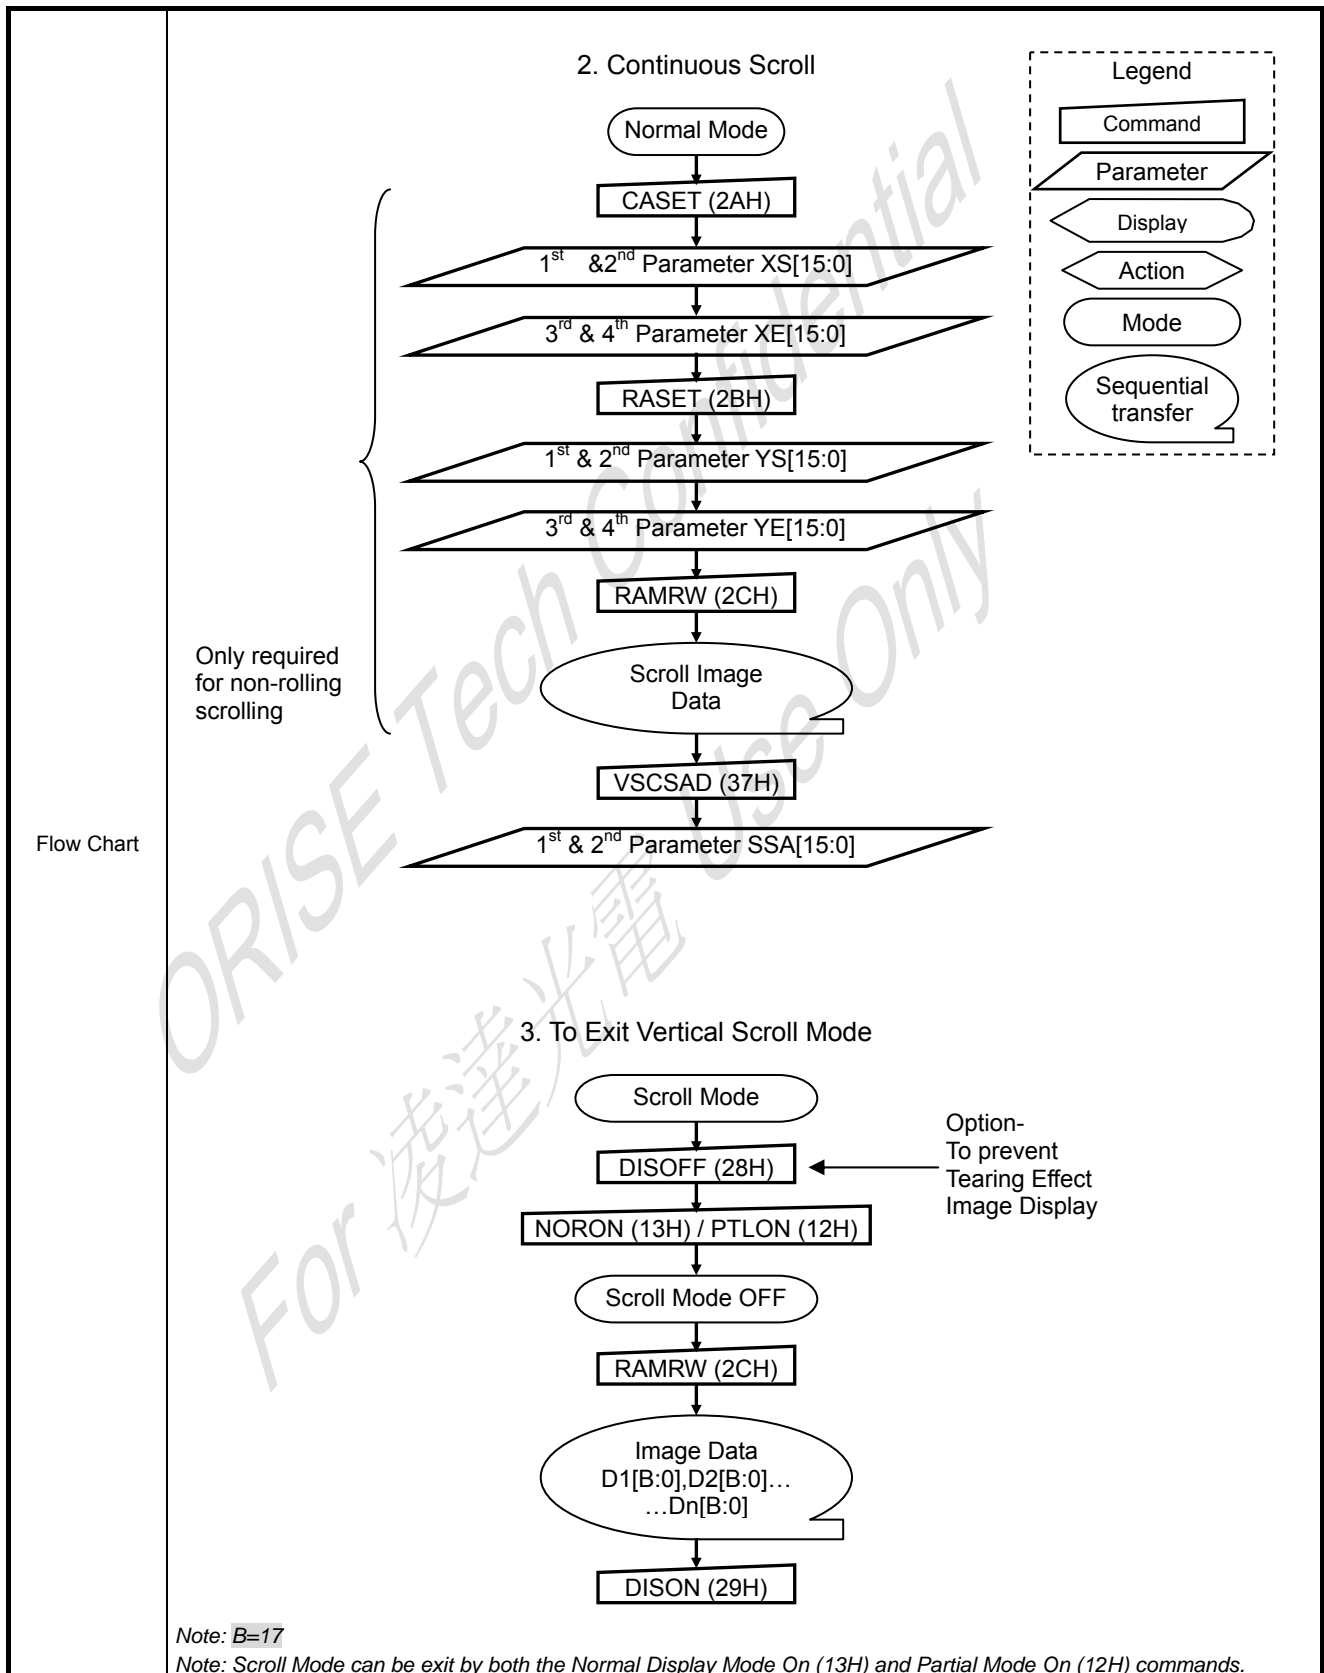 2. Continuous Scroll
Legend
Command
Parameter
Display
Action
Mode
Sequential
transfer
Normal Mode
CASET (2AH)
1st &2nd Parameter XS[15:0]
3rd & 4th Parameter XE[15:0]
RASET (2BH)
1st & 2nd Parameter YS[15:0]
3rd & 4th Parameter YE[15:0]
RAMRW (2CH)
Only required
for non-rolling
scrolling
Scroll Image
Data
VSCSAD (37H)
Flow Chart
1st & 2nd Parameter SSA[15:0]
3. To Exit Vertical Scroll Mode
Scroll Mode
DISOFF (28H)
Option-
To prevent
Tearing Effect
Image Display
NORON (13H) / PTLON (12H)
Scroll Mode OFF
RAMRW (2CH)
Image Data
D1[B:0],D2[B:0]…
…Dn[B:0]
DISON (29H)
Note: B=17
Note: Scroll Mode can be exit by both the Normal Display Mode On (13H) and Partial Mode On (12H) commands.
ORISE Tech Confidential
For 凌達光電 Use Only